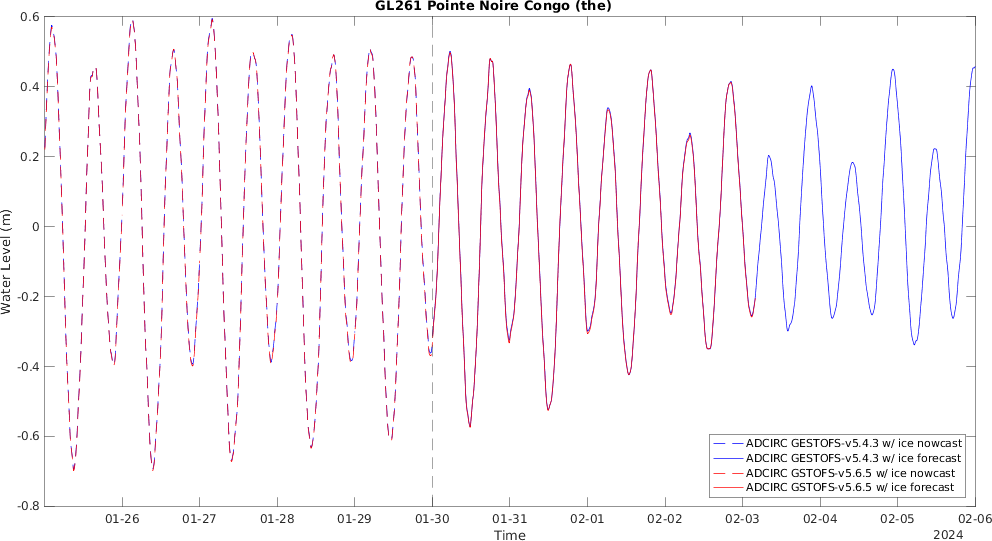 GL261 Pointe Noire Congo (the)
0.6
0.4
0.2
0
-0.2
-0.4
-0.6
-0.8
Water Level (m)
ADCIRC GESTOFS-v5.4.3 w/ ice nowcast
ADCIRC GESTOFS-v5.4.3 w/ ice forecast
ADCIRC GSTOFS-v5.6.5 w/ ice nowcast
ADCIRC GSTOFS-v5.6.5 w/ ice forecast
01-26 01-27 01-28 01-29 01-30 01-31 02-01 02-02 02-03 02-04 02-05 02-06
Time
2024